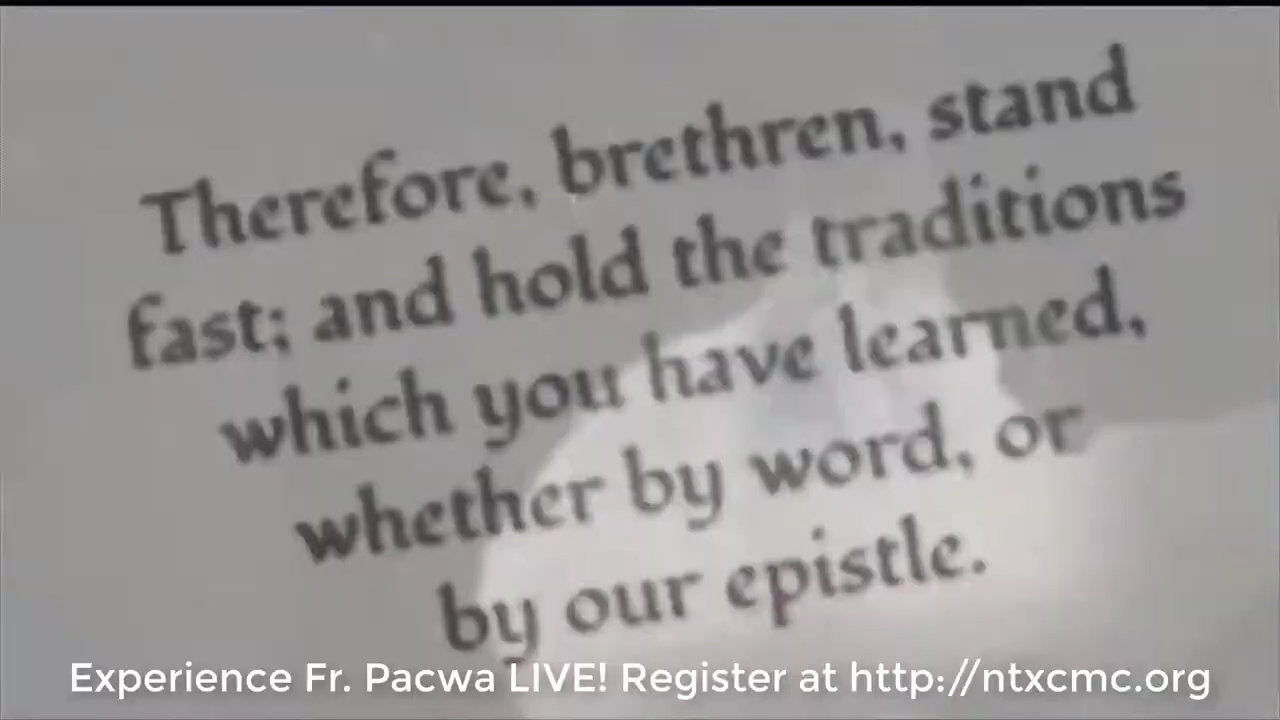 Therefore, brethren, stand
fast; and hold the traditions
which you have learned,
whether by word, or
by our epistle.
Experience Fr. Pacwa LIVE! Register at http://ntxcmc.org